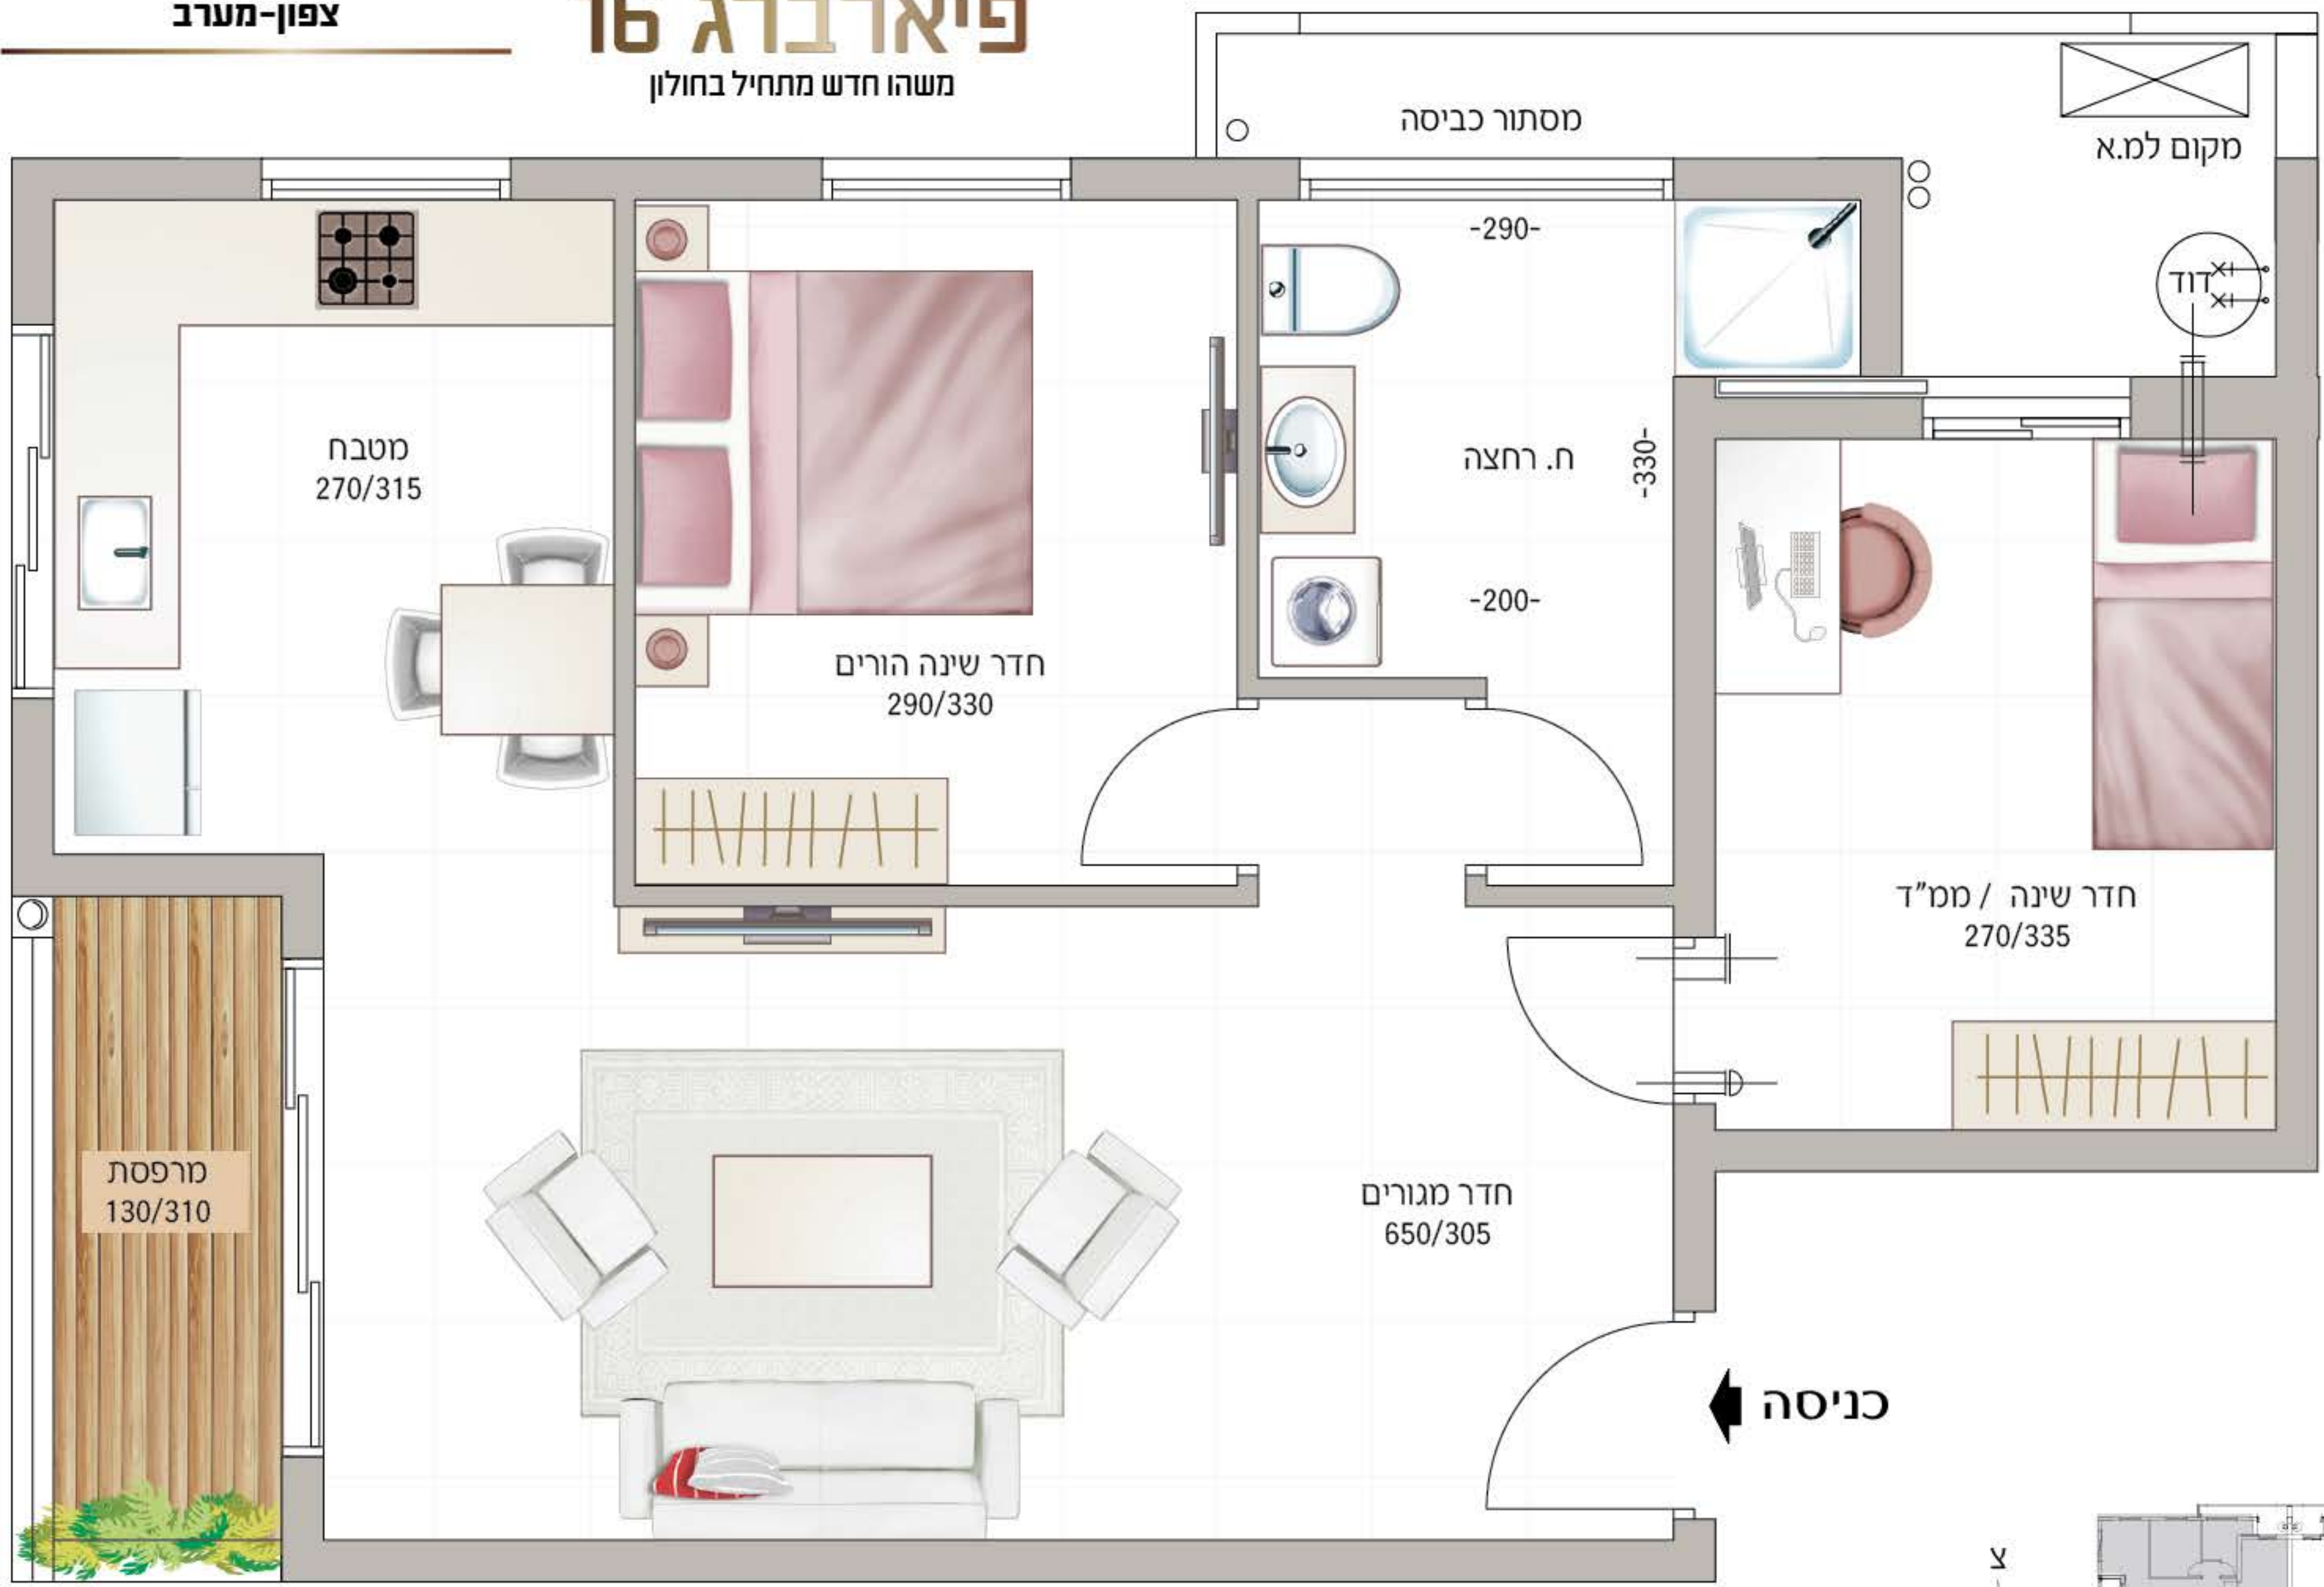 צפון-מערב
פיארברג 16
משהו חדש מתחיל בחולון
מסתור כביסה
מקום למ.א
דוד
-290-
ח. רחצה
-330-
-200-
מטבח
270/315
חדר שינה הורים
290/330
חדר שינה / ממ"ד
270/335
מרפסת
130/310
חדר מגורים
650/305
כניסה
צ